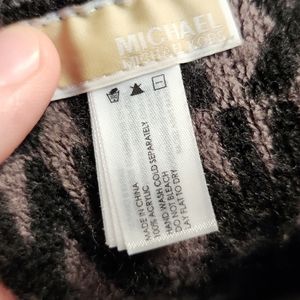 MICHAEL
MICHAEL KORS
MADE IN CHINA
100% ACRYLIC
HAND WASH COLD SEPARATELY
DO NOT BLEACH
LAY FLAT TO DRY